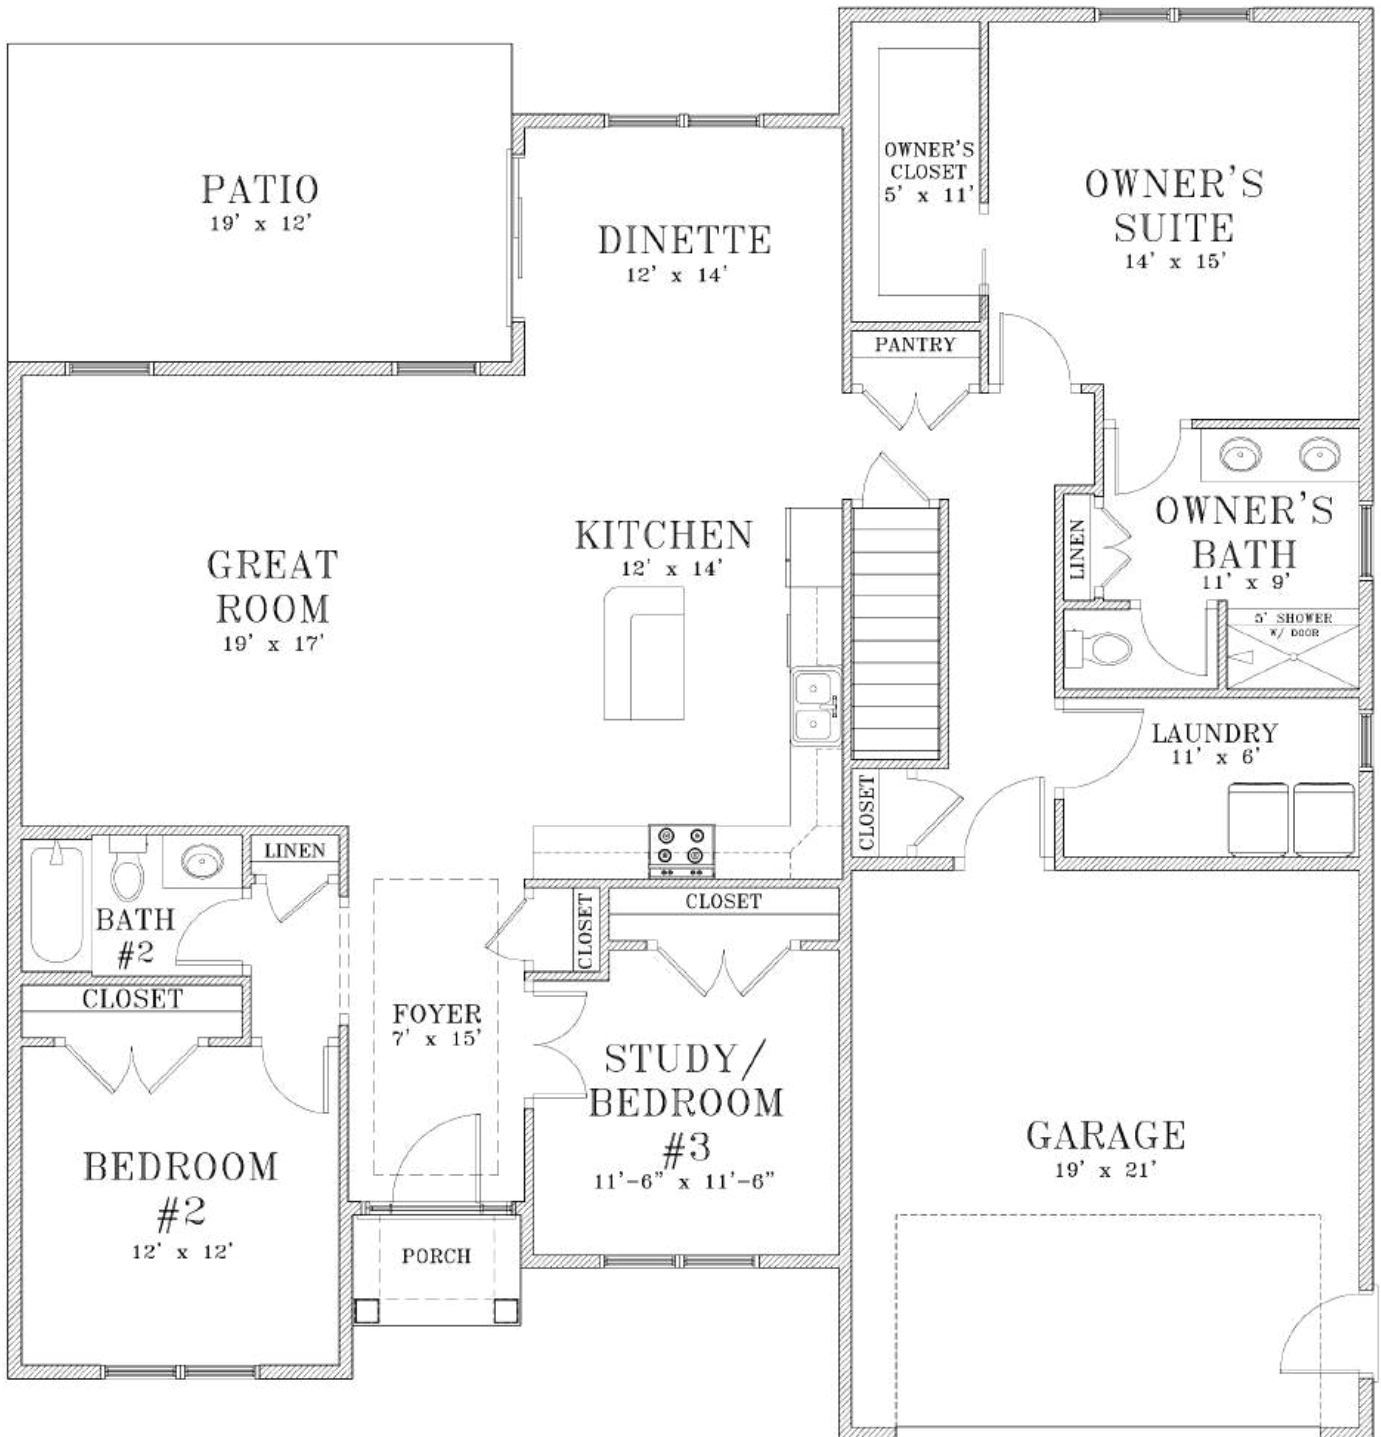 PATIO
19' x 12'
DINETTE
12' x 14'
OWNER'S
CLOSET
5' x 11'
OWNER'S
SUITE
14' x 15'
PANTRY
GREAT
ROOM
19' x 17'
KITCHEN
12' x 14'
LINEN
OWNER'S
BATH
11' x 9'
5' SHOWER
W/ DOOR
LAUNDRY
11' x 6'
CLOSET
LINEN
BATH
#2
CLOSET
CLOSET
CLOSET
FOYER
7' x 15'
STUDY/
BEDROOM
#3
11'-6" x 11'-6"
BEDROOM
#2
12' x 12'
PORCH
GARAGE
19' x 21'